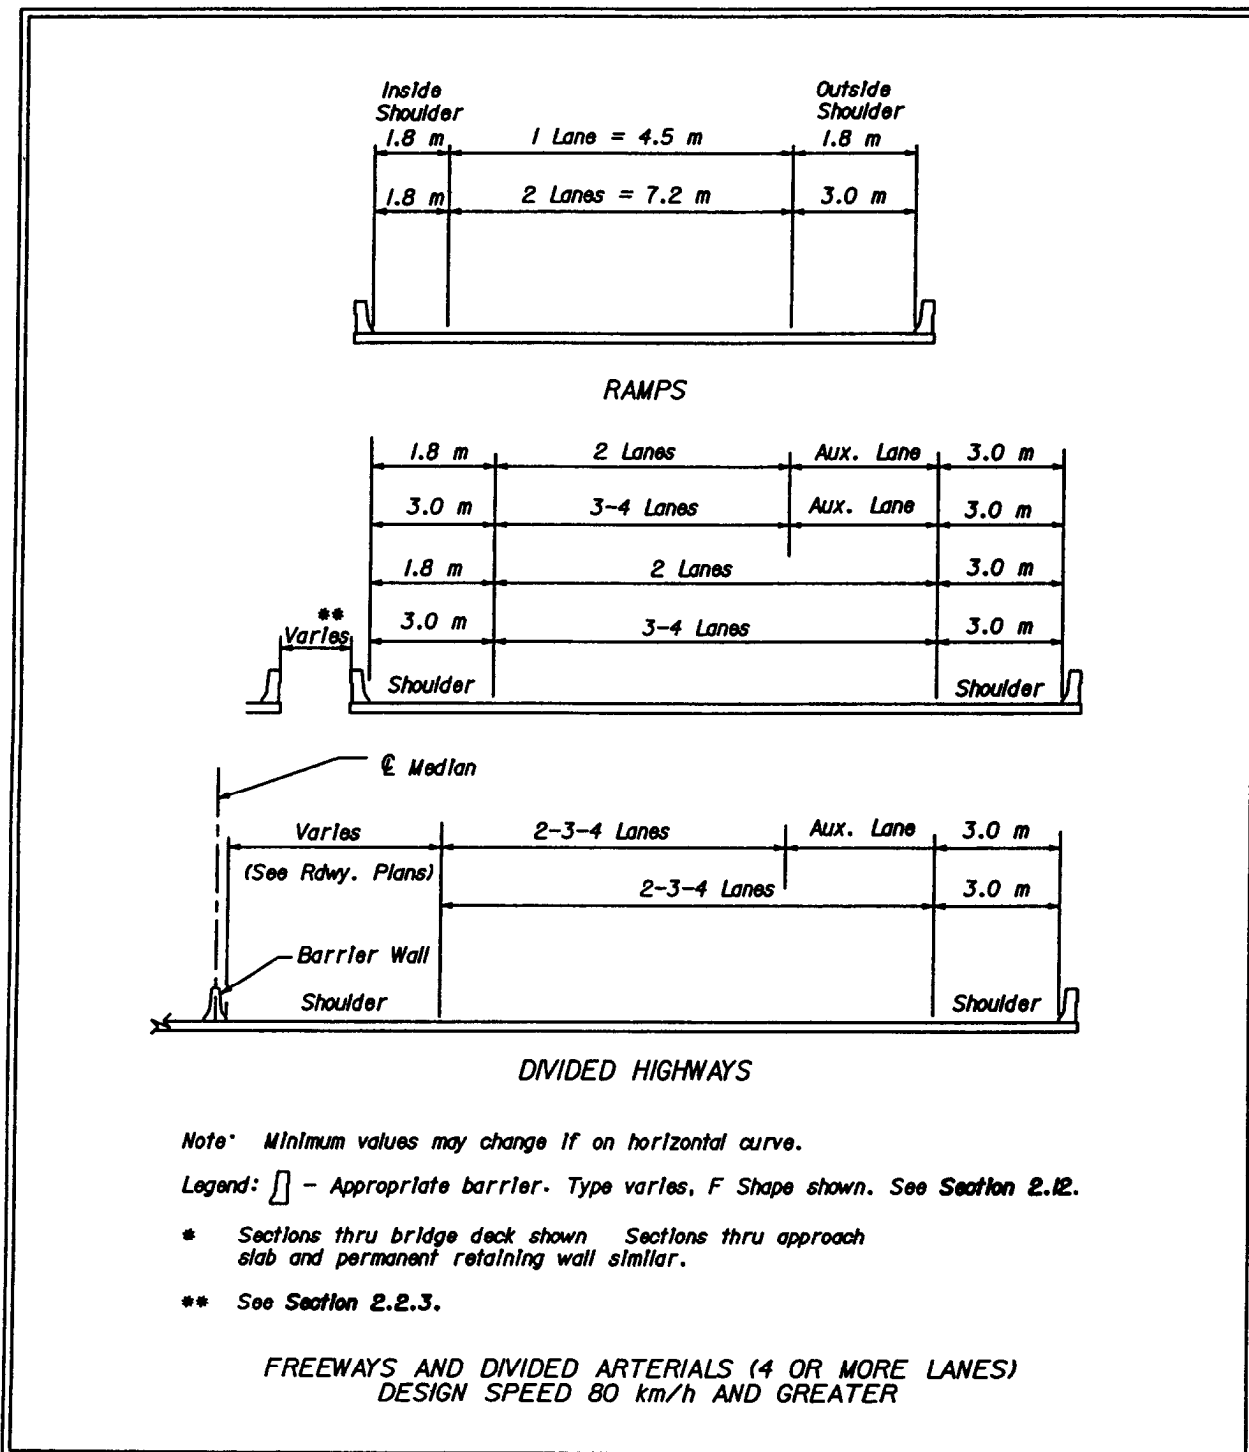 Inside Shoulder
Outside Shoulder
1.8 m 1 Lane = 4.5 m 1.8 m
1.8 m 2 Lanes = 7.2 m 3.0 m
RAMPS
1.8 m 2 Lanes Aux. Lane 3.0 m
3.0 m 3-4 Lanes Aux. Lane 3.0 m
1.8 m 2 Lanes 3.0 m
**
Varies 3.0 m 3-4 Lanes 3.0 m
Shoulder Shoulder
℄ Median
Varies 2-3-4 Lanes Aux. Lane 3.0 m
(See Rdwy. Plans) 2-3-4 Lanes 3.0 m
Barrier Wall
Shoulder Shoulder
DIVIDED HIGHWAYS
Note: Minimum values may change if on horizontal curve.
Legend: - Appropriate barrier. Type varies, F Shape shown. See Section 2.12.
* Sections thru bridge deck shown Sections thru approach
slab and permanent retaining wall similar.
** See Section 2.2.3.
FREEWAYS AND DIVIDED ARTERIALS (4 OR MORE LANES)
DESIGN SPEED 80 km/h AND GREATER